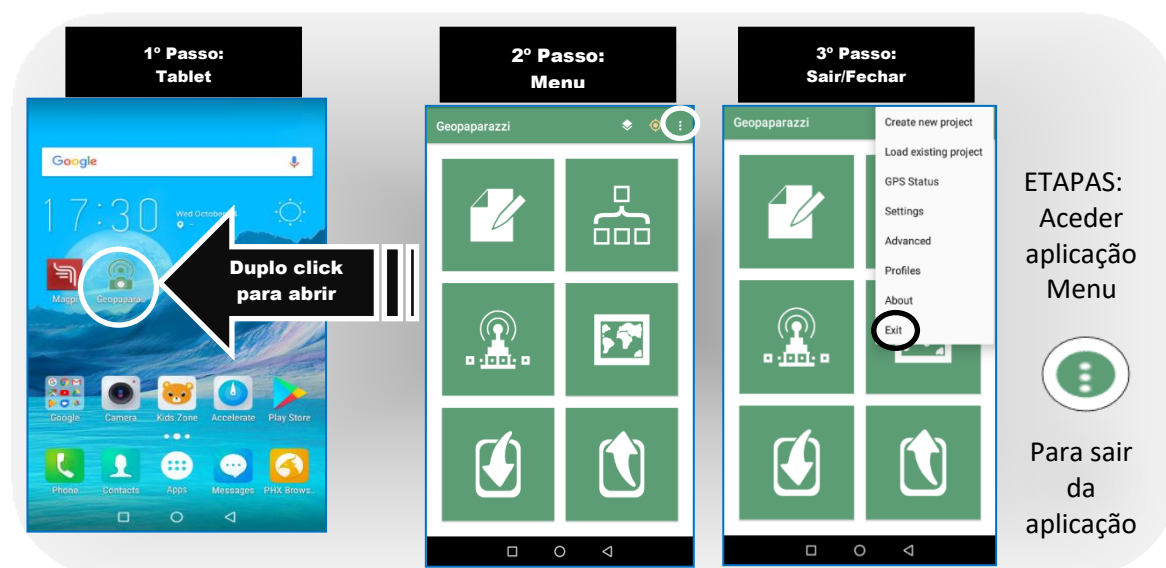 1º Passo:
Tablet
Google
17:30
Wed October
Magpi
Geopapara..
Duplo click
para abrir
Google
Camera
Kids Zone
Accelerate
Play Store
Phone
Contacts
Apps
Messages
PHX Brows..
2º Passo:
Menu
Geopaparazzi
3º Passo:
Sair/Fechar
Geopaparazzi
Create new project
Load existing project
GPS Status
Settings
Advanced
Profiles
About
Exit
ETAPAS:
Aceder
aplicação
Menu
Para sair
da
aplicação